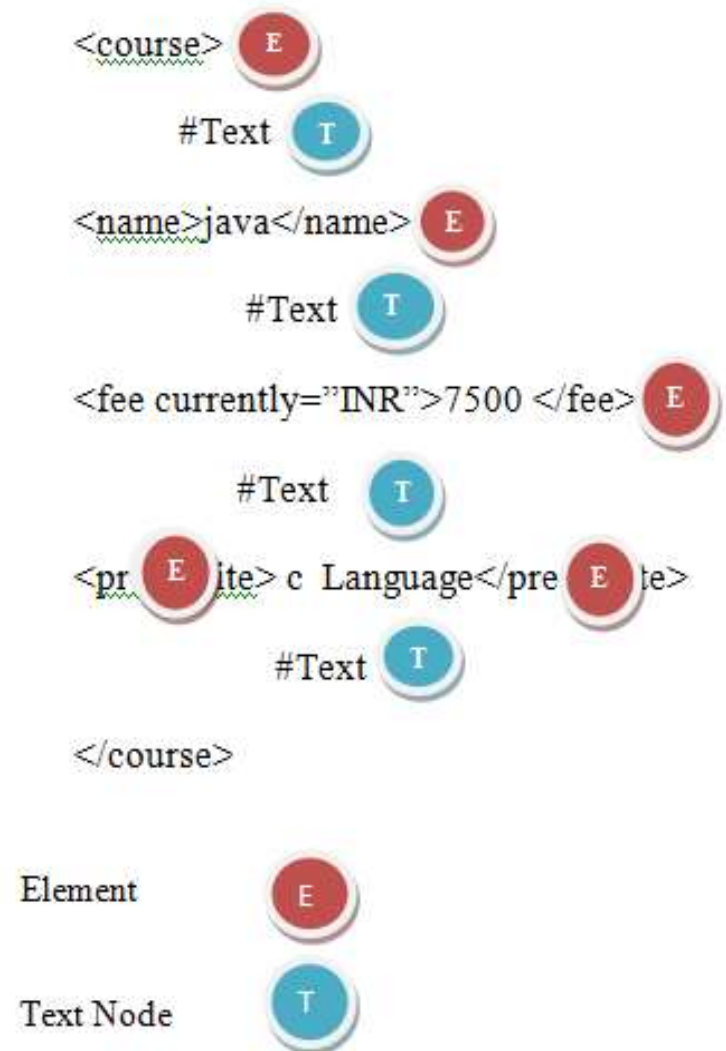 <course> E
#Text T
<name>java</name> E
#Text T
<fee currently=”INR”>7500 </fee> E
#Text T
<pr E ite> c Language</pre E te>
#Text T
</course>
Element E
Text Node T